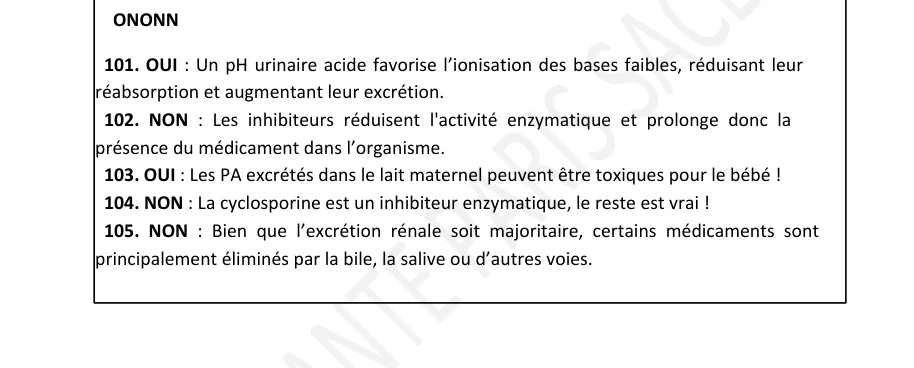 ONONN
101. OUI : Un pH urinaire acide favorise l’ionisation des bases faibles, réduisant leur
réabsorption et augmentant leur excrétion.
102. NON : Les inhibiteurs réduisent l'activité enzymatique et prolonge donc la
présence du médicament dans l’organisme.
103. OUI : Les PA excrétés dans le lait maternel peuvent être toxiques pour le bébé !
104. NON : La cyclosporine est un inhibiteur enzymatique, le reste est vrai !
105. NON : Bien que l’excrétion rénale soit majoritaire, certains médicaments sont
principalement éliminés par la bile, la salive ou d’autres voies.